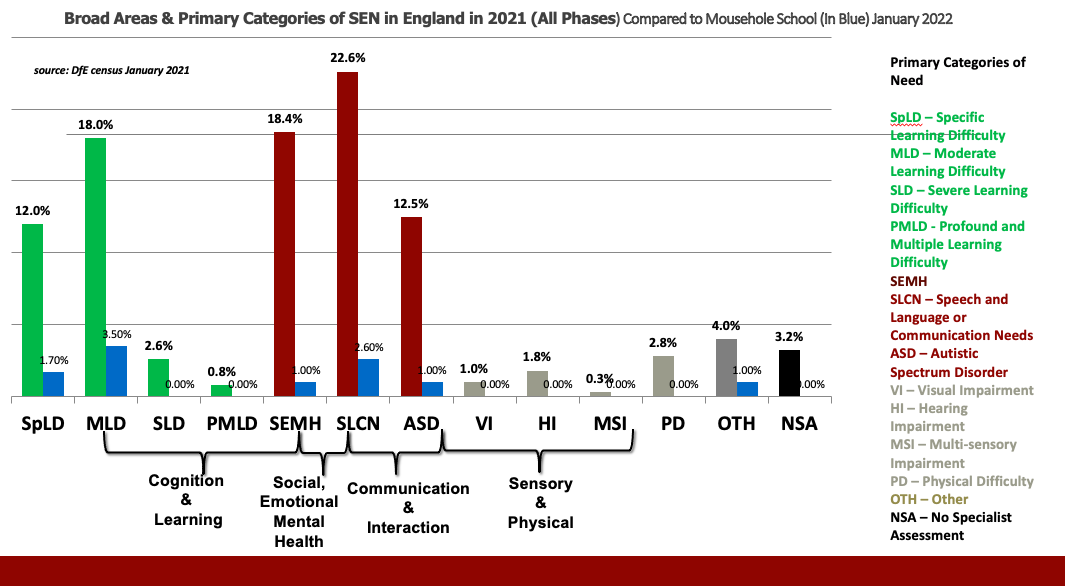 Broad Areas & Primary Categories of SEN in England in 2021 (All Phases) Compared to Mousehole School (In Blue) January 2022
source: DfE census January 2021
12.0%
1.70%
18.0%
3.50%
2.6%
0.00%
0.8%
0.00%
18.4%
1.00%
22.6%
2.60%
12.5%
1.00%
1.0%
0.00%
1.8%
0.00%
0.3%
0.00%
2.8%
0.00%
4.0%
1.00%
3.2%
0.00%
SpLD MLD SLD PMLD SEMH SLCN ASD VI HI MSI PD OTH NSA
Cognition
&
Learning
Social,
Emotional
Mental
Health
Communication
&
Interaction
Sensory
&
Physical
Primary Categories of
Need
SpLD – Specific
Learning Difficulty
MLD – Moderate
Learning Difficulty
SLD – Severe Learning
Difficulty
PMLD - Profound and
Multiple Learning
Difficulty
SEMH
SLCN – Speech and
Language or
Communication Needs
ASD – Autistic
Spectrum Disorder
VI – Visual Impairment
HI – Hearing
Impairment
MSI – Multi-sensory
Impairment
PD – Physical Difficulty
OTH – Other
NSA – No Specialist
Assessment